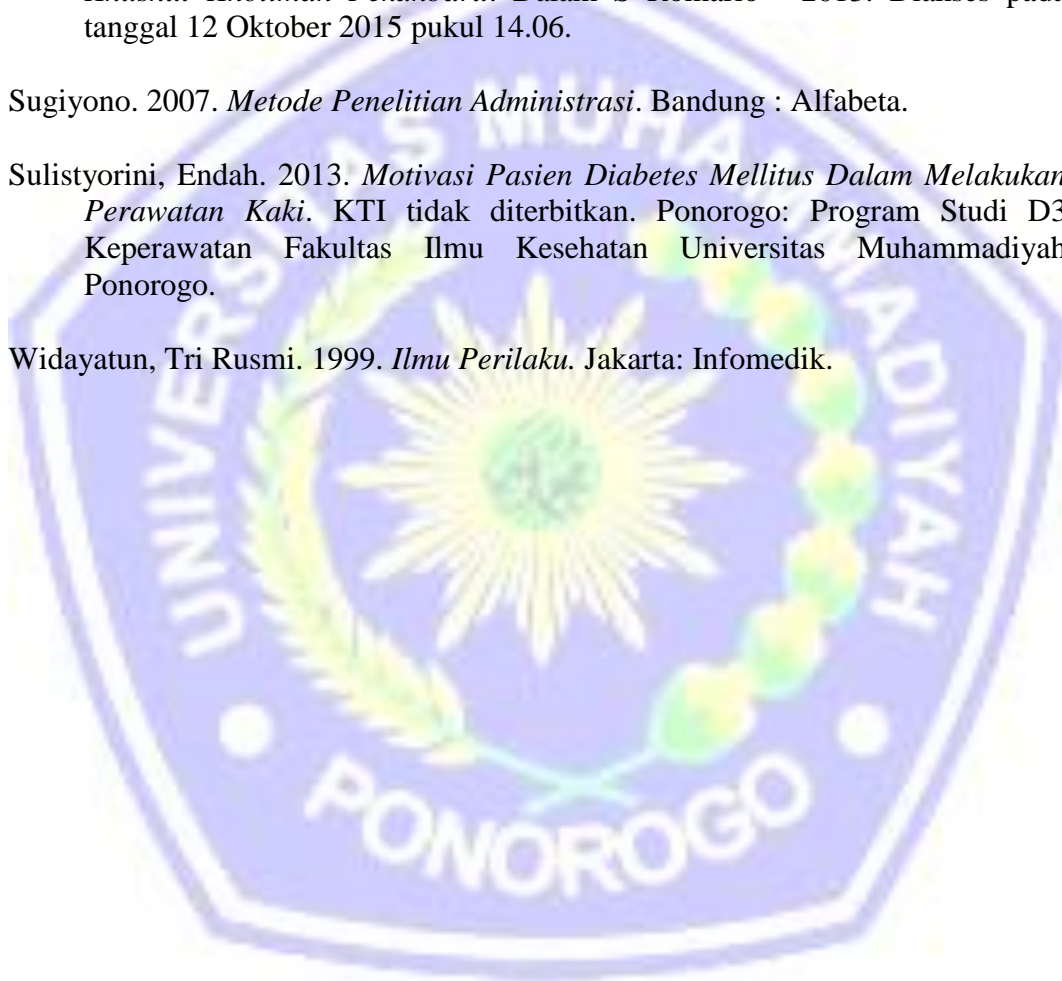 tanggal 12 Oktober 2015 pukul 14.06.
Sugiyono. 2007. Metode Penelitian Administrasi. Bandung : Alfabeta.
Sulistyorini, Endah. 2013. Motivasi Pasien Diabetes Mellitus Dalam Melakukan
Perawatan Kaki. KTI tidak diterbitkan. Ponorogo: Program Studi D3
Keperawatan Fakultas Ilmu Kesehatan Universitas Muhammadiyah
Ponorogo.
Widayatun, Tri Rusmi. 1999. Ilmu Perilaku. Jakarta: Infomedik.
UNIVERSITAS MUHAMMADIYAH
PONOROGO